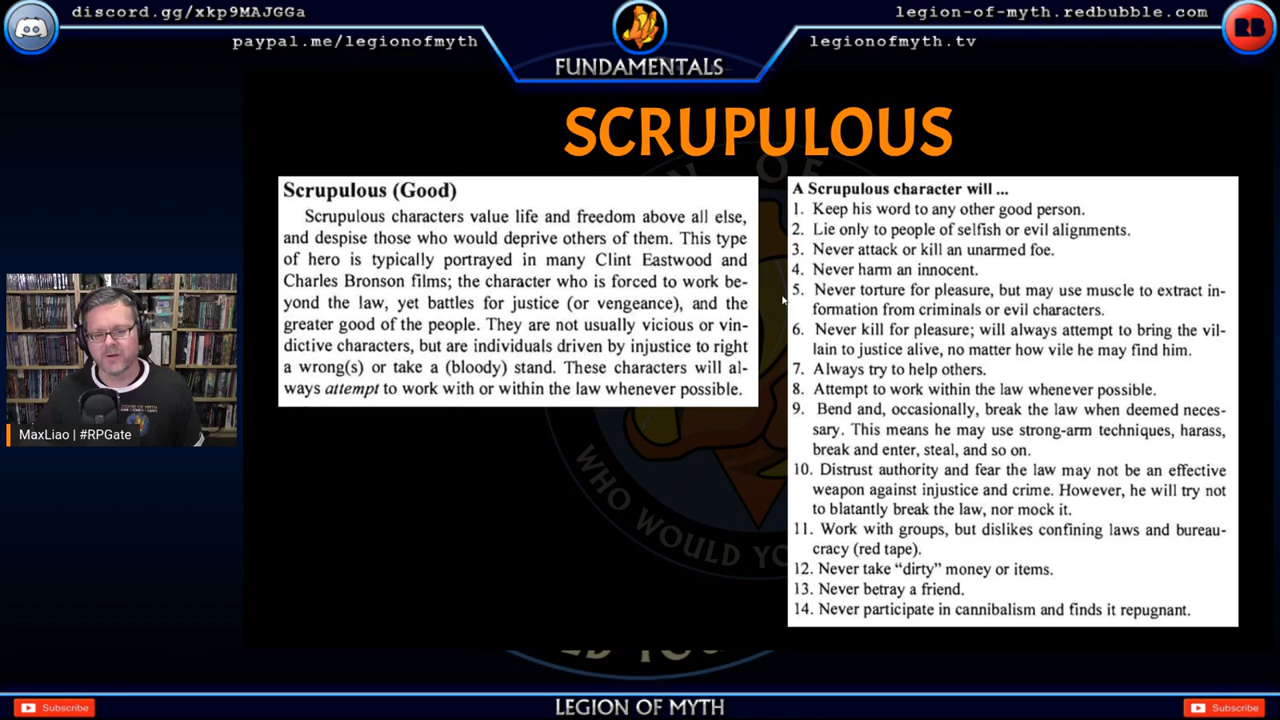 discord.gg/xkp9MAJGGa
legion-of-myth.redbubble.com
RB
paypal.me/legionofmyth
legionofmyth.tv
FUNDAMENTALS
SCRUPULOUS
Scrupulous (Good)
Scrupulous characters value life and freedom above all else,
and despise those who would deprive others of them. This type
of hero is typically portrayed in many Clint Eastwood and
Charles Bronson films; the character who is forced to work be-
yond the law, yet battles for justice (or vengeance), and the
greater good of the people. They are not usually vicious or vin-
dictive characters, but are individuals driven by injustice to right
a wrong(s) or take a (bloody) stand. These characters will al-
ways attempt to work with or within the law whenever possible.
A Scrupulous character will ...
1. Keep his word to any other good person.
2. Lie only to people of selfish or evil alignments.
3. Never attack or kill an unarmed foe.
4. Never harm an innocent.
5. Never torture for pleasure, but may use muscle to extract in-
formation from criminals or evil characters.
6. Never kill for pleasure; will always attempt to bring the vil-
lain to justice alive, no matter how vile he may find him.
7. Always try to help others.
8. Attempt to work within the law whenever possible.
9. Bend and, occasionally, break the law when deemed neces-
sary. This means he may use strong-arm techniques, harass,
break and enter, steal, and so on.
10. Distrust authority and fear the law may not be an effective
weapon against injustice and crime. However, he will try not
to blatantly break the law, nor mock it.
11. Work with groups, but dislikes confining laws and bureau-
cracy (red tape).
12. Never take “dirty” money or items.
13. Never betray a friend.
14. Never participate in cannibalism and finds it repugnant.
MaxLiao | #RPGate
WHO WOULD YO
Subscribe
LEGION OF MYTH
Subscribe